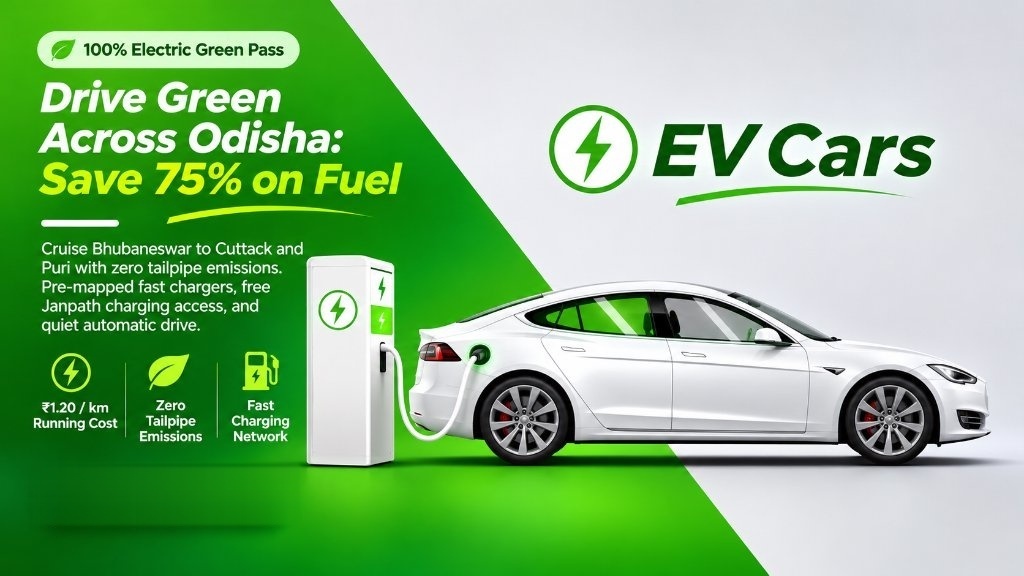 100% Electric Green Pass
Drive Green
Across Odisha:
Save 75% on Fuel
Cruise Bhubaneswar to Cuttack and
Puri with zero tailpipe emissions.
Pre-mapped fast chargers, free
Janpath charging access, and
quiet automatic drive.
₹1.20 / km
Running Cost
Zero
Tailpipe
Emissions
Fast
Charging
Network
EV Cars